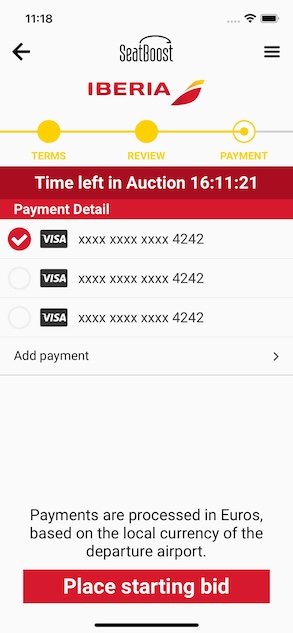 11:18
SeatBoost
IBERIA
TERMS REVIEW PAYMENT
Time left in Auction 16:11:21
Payment Detail
VISA xxxx xxxx xxxx 4242
VISA xxxx xxxx xxxx 4242
VISA xxxx xxxx xxxx 4242
Add payment
Payments are processed in Euros,
based on the local currency of the
departure airport.
Place starting bid